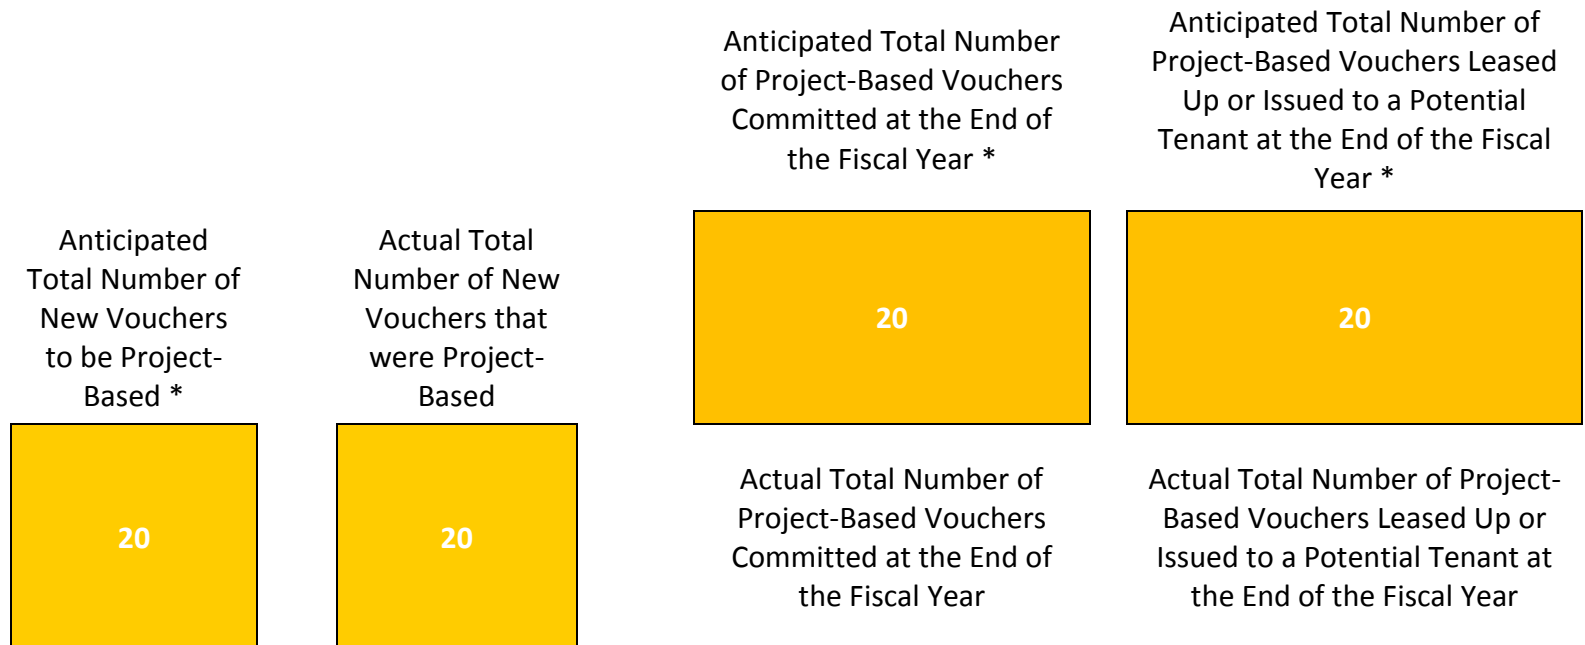 Anticipated
Total Number of
New Vouchers
to be Project-
Based *
20
Actual Total
Number of New
Vouchers that
were Project-
Based
20
Anticipated Total Number
of Project-Based Vouchers
Committed at the End of
the Fiscal Year *
20
Anticipated Total Number of
Project-Based Vouchers Leased
Up or Issued to a Potential
Tenant at the End of the Fiscal
Year *
20
Actual Total Number of
Project-Based Vouchers
Committed at the End of
the Fiscal Year
Actual Total Number of Project-
Based Vouchers Leased Up or
Issued to a Potential Tenant at
the End of the Fiscal Year